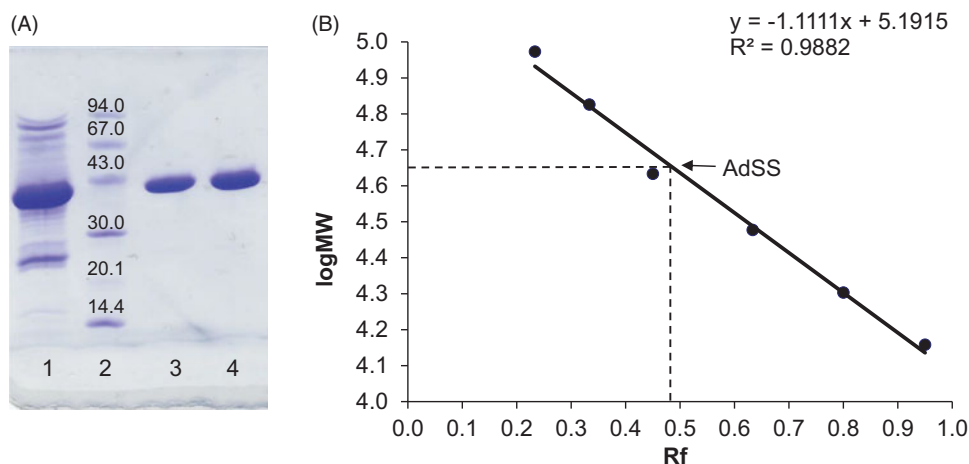 (A)
94.0
67.0
43.0
30.0
20.1
14.4
1 2 3 4
(B)
y = -1.1111x + 5.1915
R² = 0.9882
5.0
4.9
4.8
4.7
4.6
4.5
4.4
4.3
4.2
4.1
4.0
logMW
AdSS
0.0 0.1 0.2 0.3 0.4 0.5 0.6 0.7 0.8 0.9 1.0
Rf